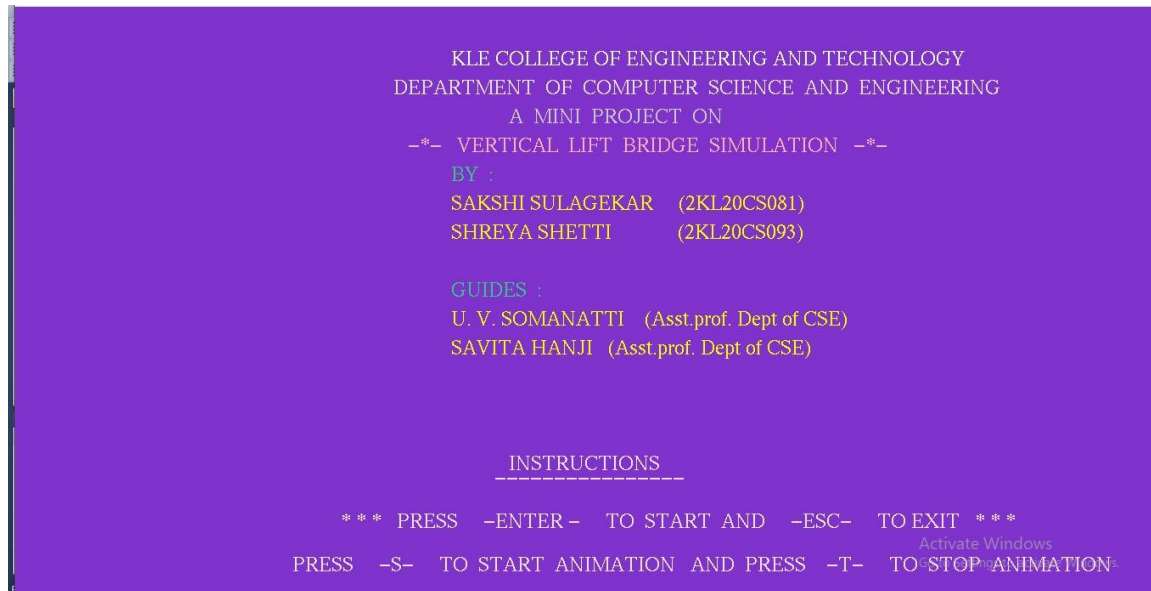 KLE COLLEGE OF ENGINEERING AND TECHNOLOGY
DEPARTMENT OF COMPUTER SCIENCE AND ENGINEERING
A MINI PROJECT ON
-*- VERTICAL LIFT BRIDGE SIMULATION -*-
BY :
SAKSHI SULAGEKAR (2KL20CS081)
SHREYA SHETTI (2KL20CS093)
GUIDES :
U. V. SOMANATTI (Asst.prof. Dept of CSE)
SAVITA HANJI (Asst.prof. Dept of CSE)
INSTRUCTIONS
----------------
* * * PRESS -ENTER - TO START AND -ESC- TO EXIT * * *
Activate Windows
PRESS -S- TO START ANIMATION AND PRESS -T- TO STOP ANIMATION